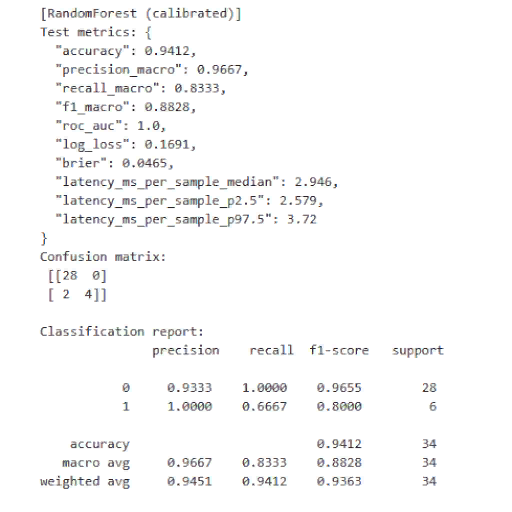 [RandomForest (calibrated)]
Test metrics: {
  "accuracy": 0.9412,
  "precision_macro": 0.9667,
  "recall_macro": 0.8333,
  "f1_macro": 0.8828,
  "roc_auc": 1.0,
  "log_loss": 0.1691,
  "brier": 0.0465,
  "latency_ms_per_sample_median": 2.946,
  "latency_ms_per_sample_p2.5": 2.579,
  "latency_ms_per_sample_p97.5": 3.72
}
Confusion matrix:
 [[28  0]
 [ 2  4]]
Classification report:
               precision    recall  f1-score   support
           0     0.9333    1.0000    0.9655        28
           1     1.0000    0.6667    0.8000         6
    accuracy                         0.9412        34
   macro avg     0.9667    0.8333    0.8828        34
weighted avg     0.9451    0.9412    0.9363        34